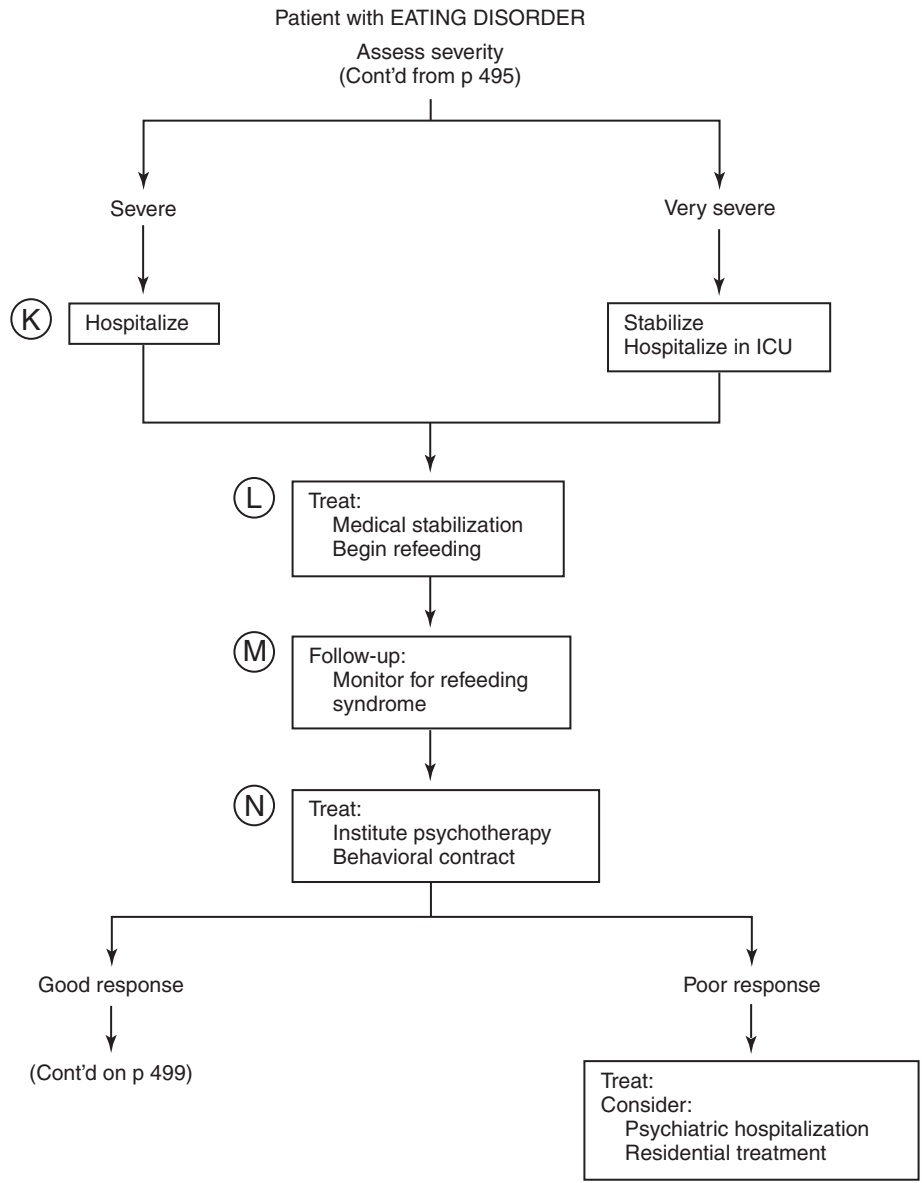 Patient with EATING DISORDER
Assess severity
(Cont'd from p 495)
Severe
Very severe
K
Hospitalize
Stabilize
Hospitalize in ICU
L
Treat:
Medical stabilization
Begin refeeding
M
Follow-up:
Monitor for refeeding
syndrome
N
Treat:
Institute psychotherapy
Behavioral contract
Good response
Poor response
(Cont'd on p 499)
Treat:
Consider:
Psychiatric hospitalization
Residential treatment